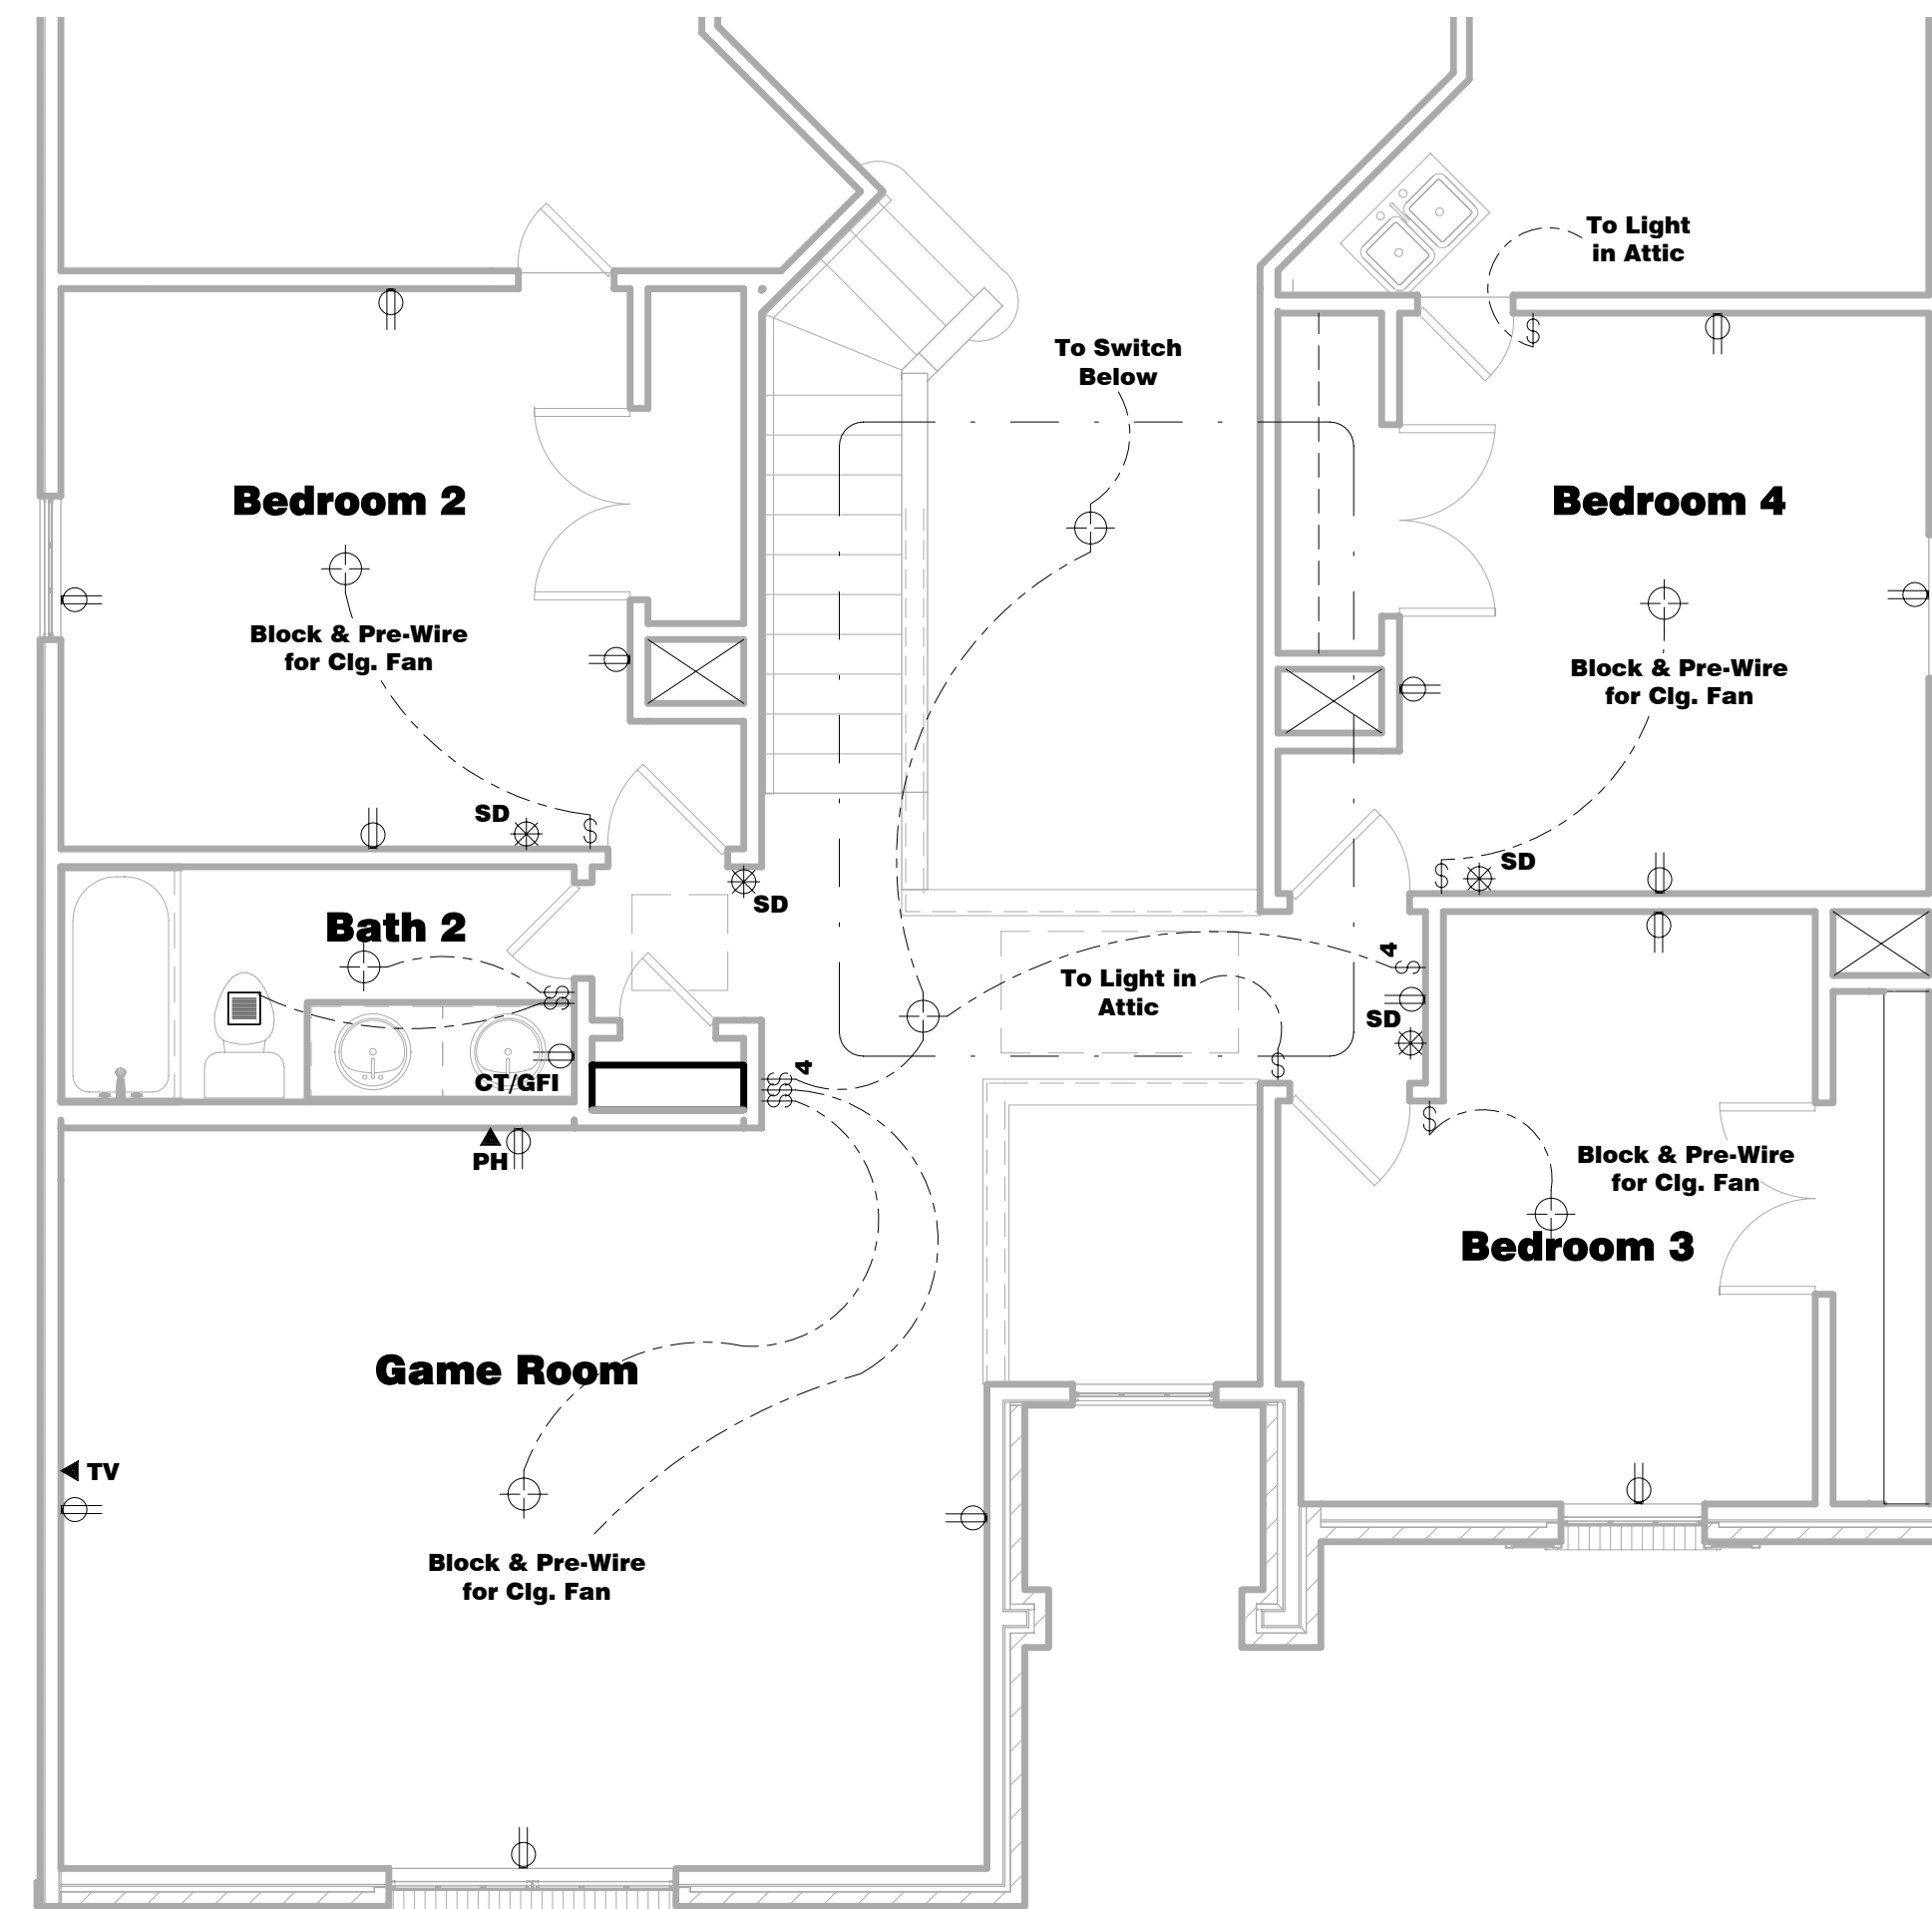 To Light
in Attic
To Switch
Below
Bedroom 2
Bedroom 4
Block & Pre-Wire
for Clg. Fan
Block & Pre-Wire
for Clg. Fan
SD
SD
SD
Bath 2
4
To Light in
Attic
SD
CT/GFI
4
PH
Block & Pre-Wire
for Clg. Fan
Bedroom 3
Game Room
TV
Block & Pre-Wire
for Clg. Fan